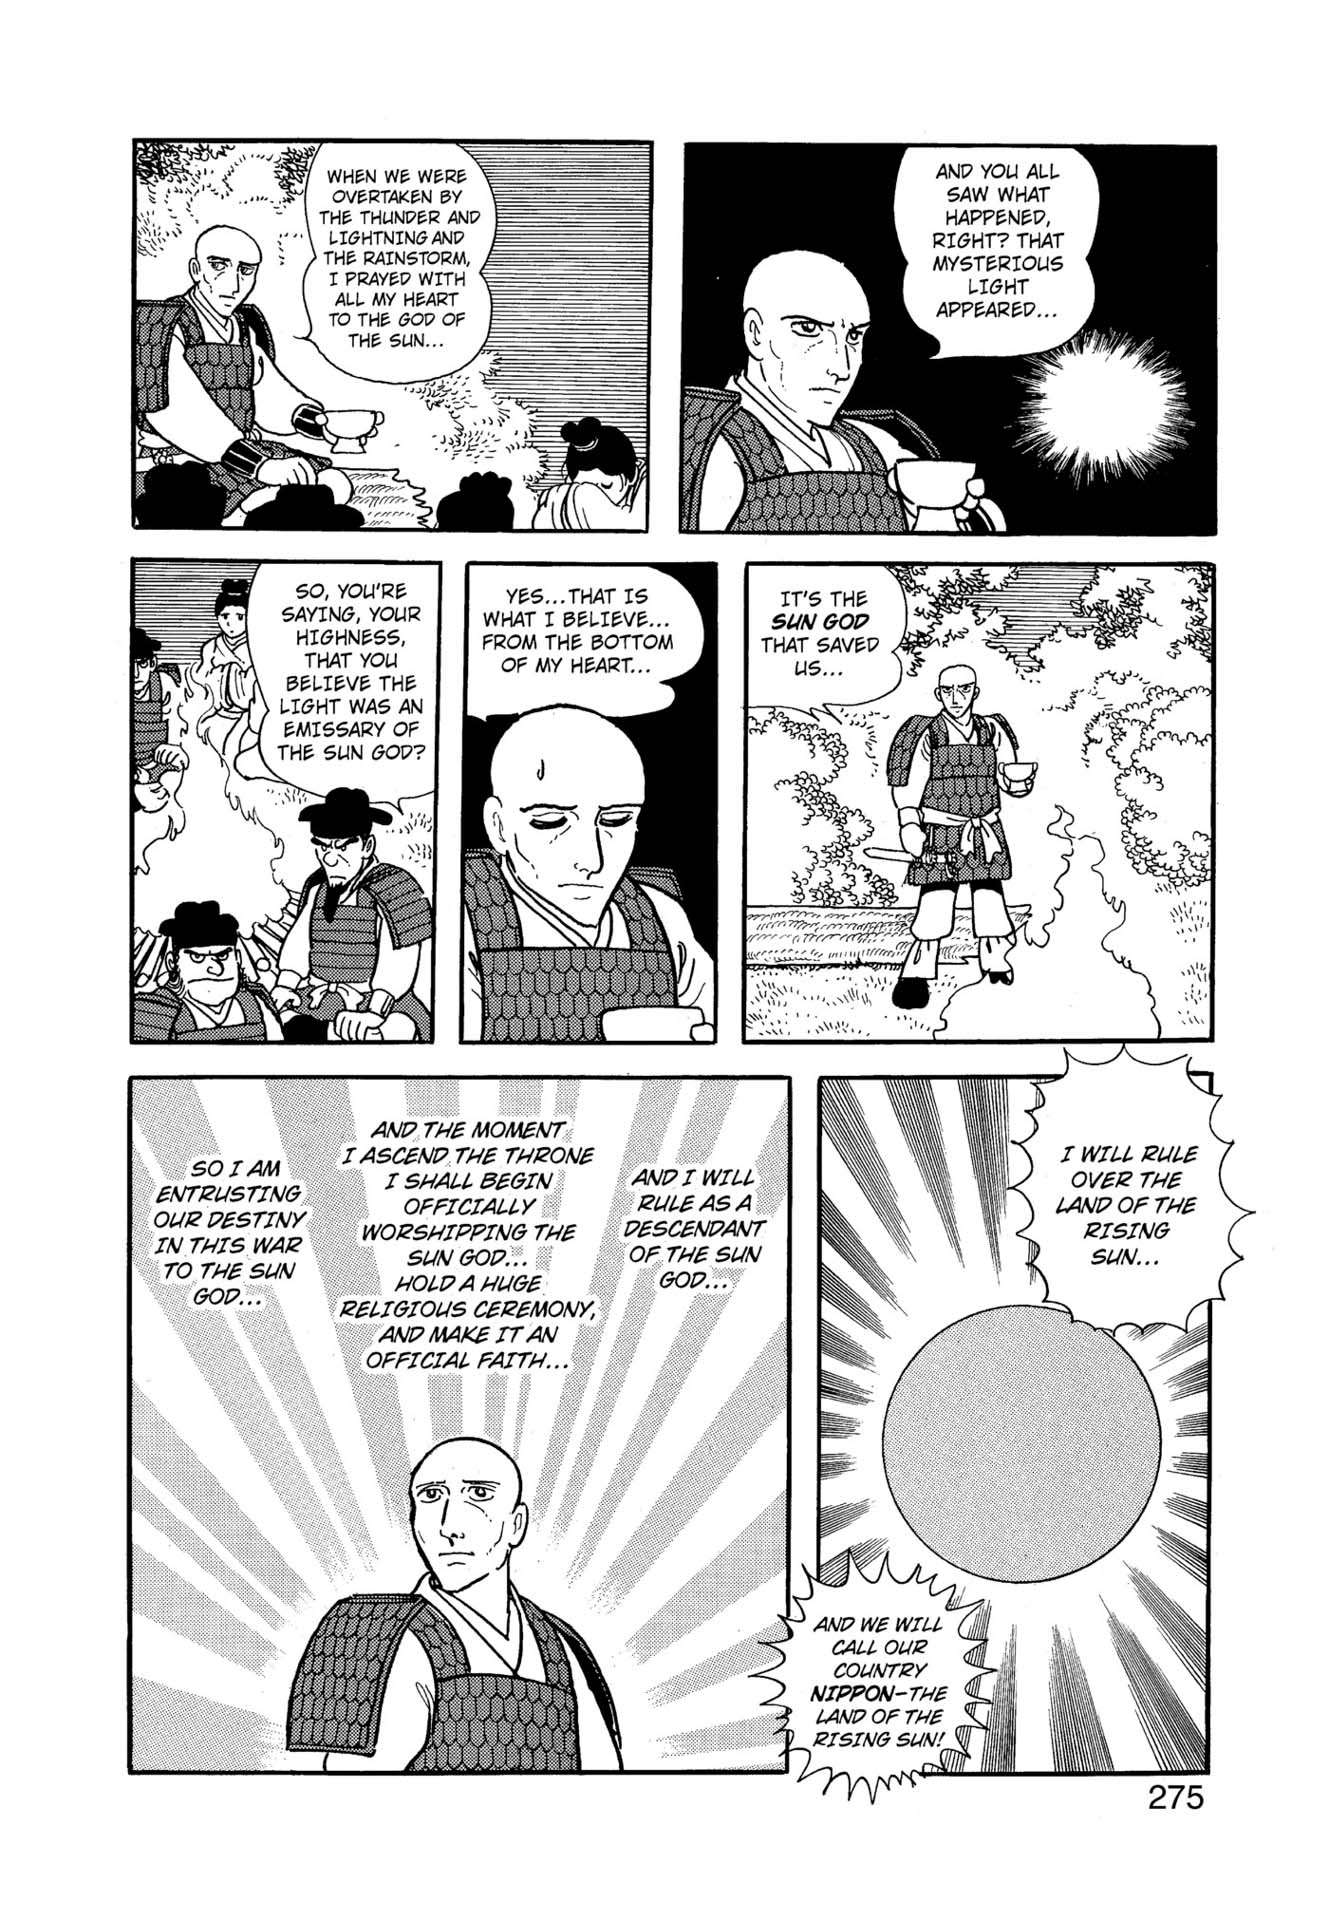 WHEN WE WERE
OVERTAKEN BY
THE THUNDER AND
LIGHTNING AND
THE RAINSTORM,
I PRAYED WITH
ALL MY HEART
TO THE GOD OF
THE SUN...
AND YOU ALL
SAW WHAT
HAPPENED,
RIGHT? THAT
MYSTERIOUS
LIGHT
APPEARED...
SO, YOU'RE
SAYING, YOUR
HIGHNESS,
THAT YOU
BELIEVE THE
LIGHT WAS AN
EMISSARY OF
THE SUN GOD?
YES...THAT IS
WHAT I BELIEVE...
FROM THE BOTTOM
OF MY HEART...
IT'S THE
SUN GOD
THAT SAVED
US...
SO I AM
ENTRUSTING
OUR DESTINY
IN THIS WAR
TO THE SUN
GOD...
AND THE MOMENT
I ASCEND THE THRONE
I SHALL BEGIN
OFFICIALLY
WORSHIPPING THE
SUN GOD...
HOLD A HUGE
RELIGIOUS CEREMONY,
AND MAKE IT AN
OFFICIAL FAITH...
AND I WILL
RULE AS A
DESCENDANT
OF THE SUN
GOD...
I WILL RULE
OVER THE
LAND OF THE
RISING
SUN...
AND WE WILL
CALL OUR
COUNTRY
NIPPON-THE
LAND OF THE
RISING SUN!
275